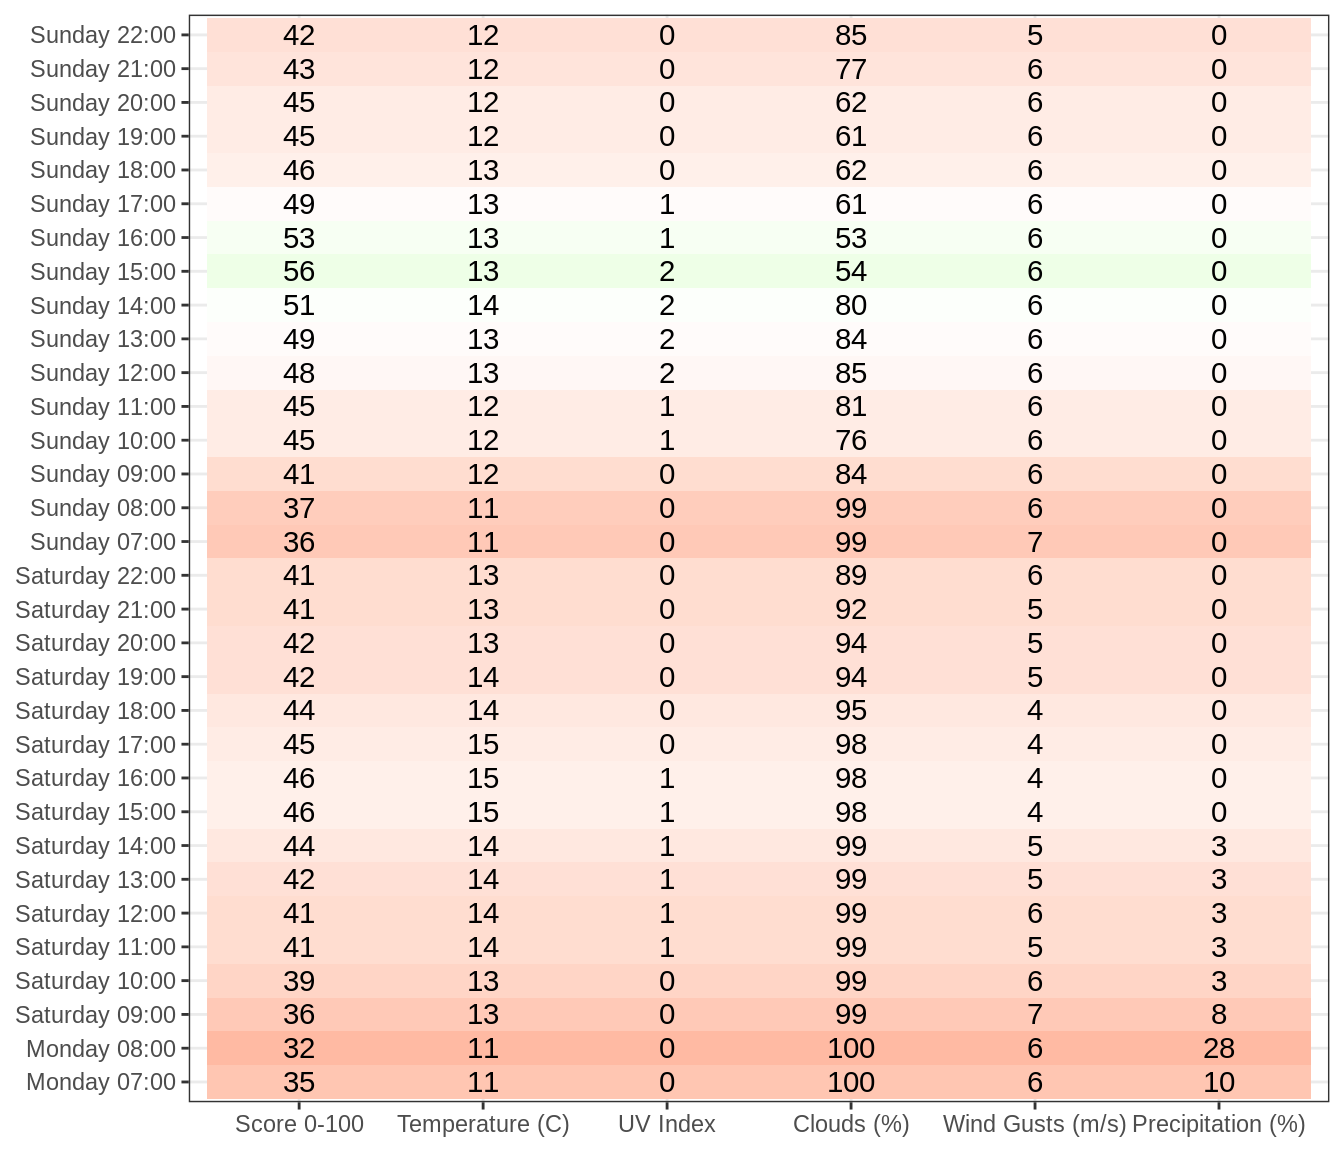 Sunday 22:00 42 12 0 85 5 0
Sunday 21:00 43 12 0 77 6 0
Sunday 20:00 45 12 0 62 6 0
Sunday 19:00 45 12 0 61 6 0
Sunday 18:00 46 13 0 62 6 0
Sunday 17:00 49 13 1 61 6 0
Sunday 16:00 53 13 1 53 6 0
Sunday 15:00 56 13 2 54 6 0
Sunday 14:00 51 14 2 80 6 0
Sunday 13:00 49 13 2 84 6 0
Sunday 12:00 48 13 2 85 6 0
Sunday 11:00 45 12 1 81 6 0
Sunday 10:00 45 12 1 76 6 0
Sunday 09:00 41 12 0 84 6 0
Sunday 08:00 37 11 0 99 6 0
Sunday 07:00 36 11 0 99 7 0
Saturday 22:00 41 13 0 89 6 0
Saturday 21:00 41 13 0 92 5 0
Saturday 20:00 42 13 0 94 5 0
Saturday 19:00 42 14 0 94 5 0
Saturday 18:00 44 14 0 95 4 0
Saturday 17:00 45 15 0 98 4 0
Saturday 16:00 46 15 1 98 4 0
Saturday 15:00 46 15 1 98 4 0
Saturday 14:00 44 14 1 99 5 3
Saturday 13:00 42 14 1 99 5 3
Saturday 12:00 41 14 1 99 6 3
Saturday 11:00 41 14 1 99 5 3
Saturday 10:00 39 13 0 99 6 3
Saturday 09:00 36 13 0 99 7 8
Monday 08:00 32 11 0 100 6 28
Monday 07:00 35 11 0 100 6 10
Score 0-100 Temperature (C) UV Index Clouds (%) Wind Gusts (m/s) Precipitation (%)